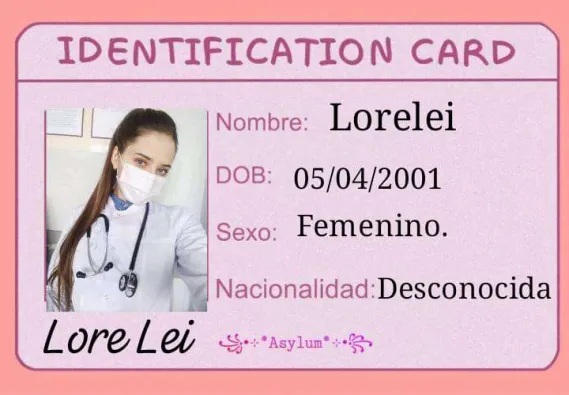 IDENTIFICATION CARD
Nombre: Lorelei
DOB: 05/04/2001
Sexo: Femenino.
Nacionalidad:Desconocida
Lore Lei
꧁•⊹٭Asylum٭⊹•꧂